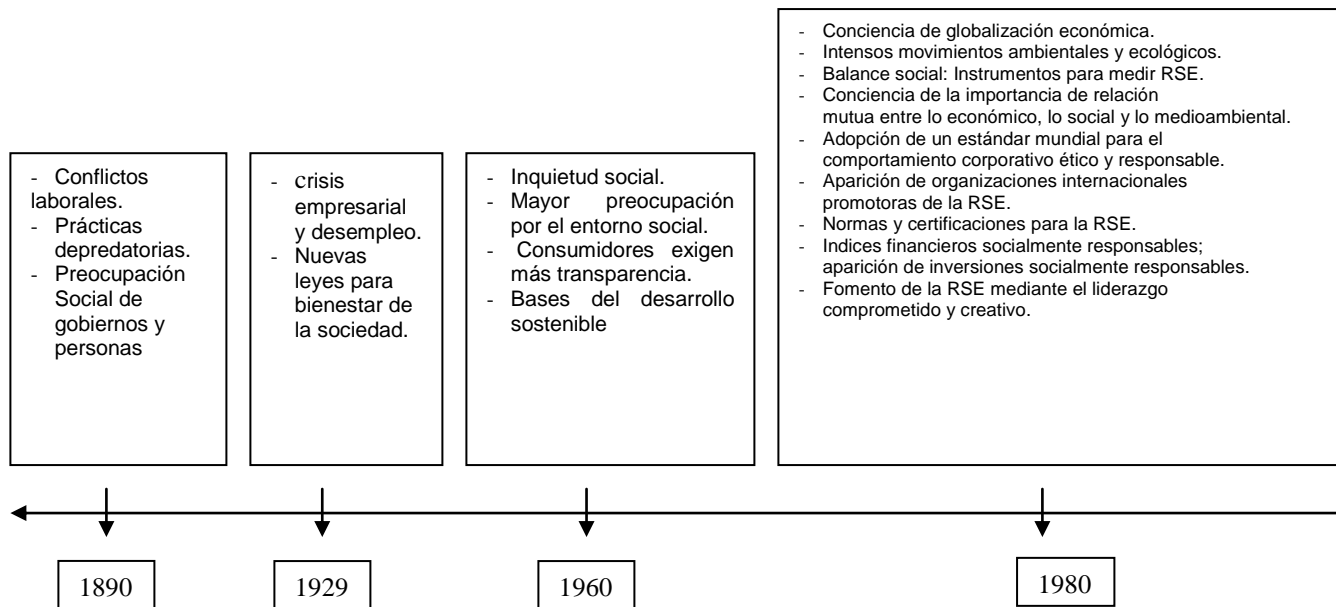 - Conflictos
laborales.
- Prácticas
depredatorias.
- Preocupación
Social de
gobiernos y
personas
- crisis
empresarial
y desempleo.
- Nuevas
leyes para
bienestar de
la sociedad.
- Inquietud social.
- Mayor preocupación
por el entorno social.
- Consumidores exigen
más transparencia.
- Bases del desarrollo
sostenible
- Conciencia de globalización económica.
- Intensos movimientos ambientales y ecológicos.
- Balance social: Instrumentos para medir RSE.
- Conciencia de la importancia de relación
mutua entre lo económico, lo social y lo medioambiental.
- Adopción de un estándar mundial para el
comportamiento corporativo ético y responsable.
- Aparición de organizaciones internacionales
promotoras de la RSE.
- Normas y certificaciones para la RSE.
- Indices financieros socialmente responsables;
aparición de inversiones socialmente responsables.
- Fomento de la RSE mediante el liderazgo
comprometido y creativo.
1890
1929
1960
1980